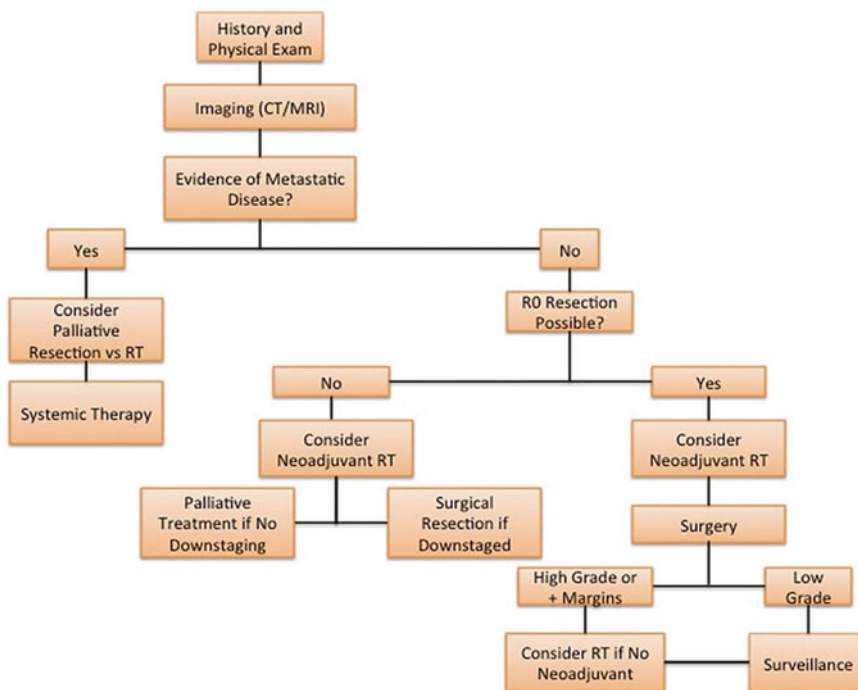 History and
Physical Exam
Imaging (CT/MRI)
Evidence of Metastatic
Disease?
Yes
No
Consider
Palliative
Resection vs RT
R0 Resection
Possible?
Systemic Therapy
No
Yes
Consider
Neoadjuvant RT
Consider
Neoadjuvant RT
Palliative
Treatment if No
Downstaging
Surgical
Resection if
Downstaged
Surgery
High Grade or
+ Margins
Low
Grade
Consider RT if No
Neoadjuvant
Surveillance